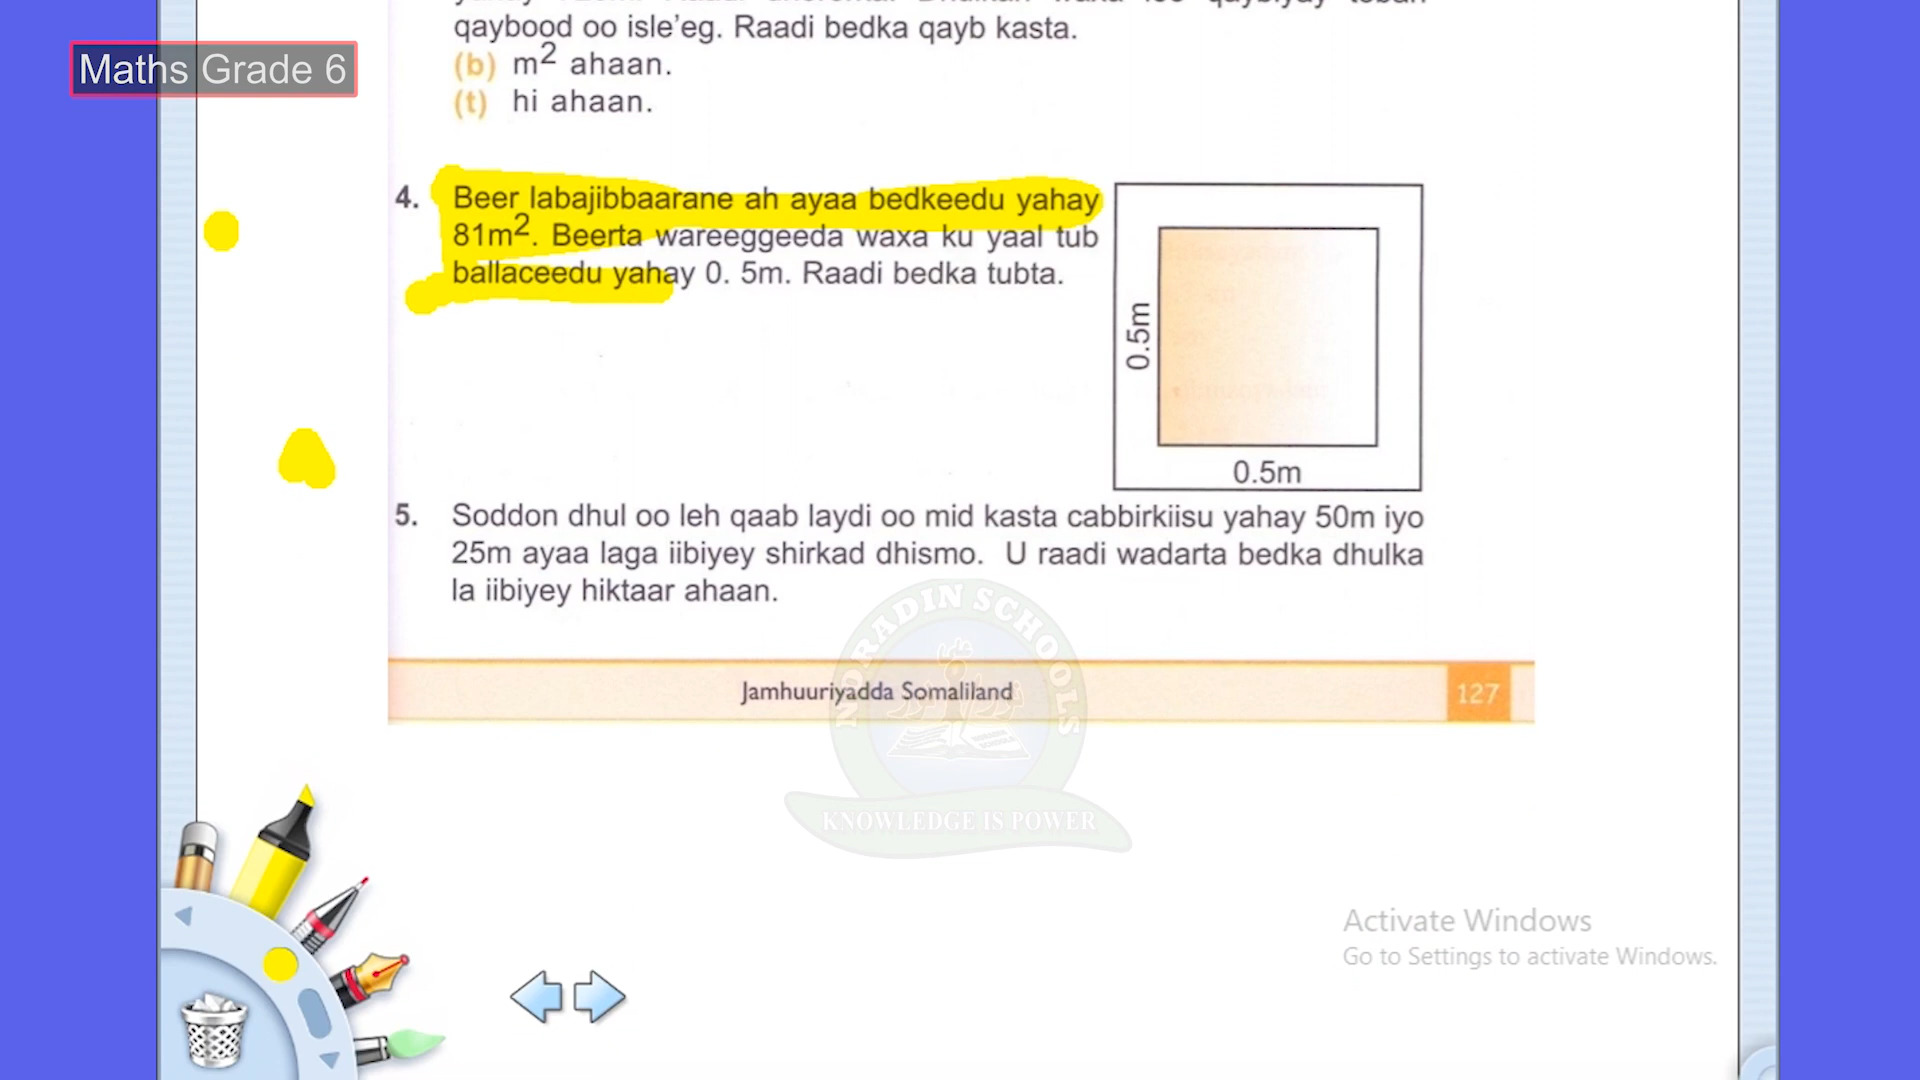 Maths Grade 6
qaybood oo isle'eg. Raadi bedka qayb kasta.
(b) m² ahaan.
(t) hi ahaan.
4. Beer labajibbaarane ah ayaa bedkeedu yahay
81m². Beerta wareeggeeda waxa ku yaal tub
ballaceedu yahay 0. 5m. Raadi bedka tubta.
0.5m
0.5m
5. Soddon dhul oo leh qaab laydi oo mid kasta cabbirkiisu yahay 50m iyo
25m ayaa laga iibiyey shirkad dhismo. U raadi wadarta bedka dhulka
la iibiyey hiktaar ahaan.
NORADIN SCHOOLS
Jamhuuriyadda Somaliland
127
KNOWLEDGE IS POWER
Activate Windows
Go to Settings to activate Windows.